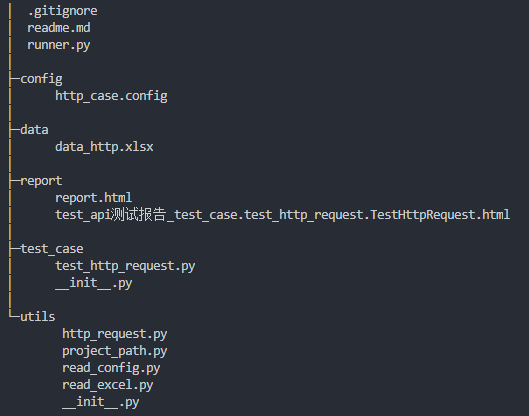 .gitignore
readme.md
runner.py
config
http_case.config
data
data_http.xlsx
report
report.html
test_api测试报告_test_case.test_http_request.TestHttpRequest.html
test_case
test_http_request.py
__init__.py
utils
http_request.py
project_path.py
read_config.py
read_excel.py
__init__.py